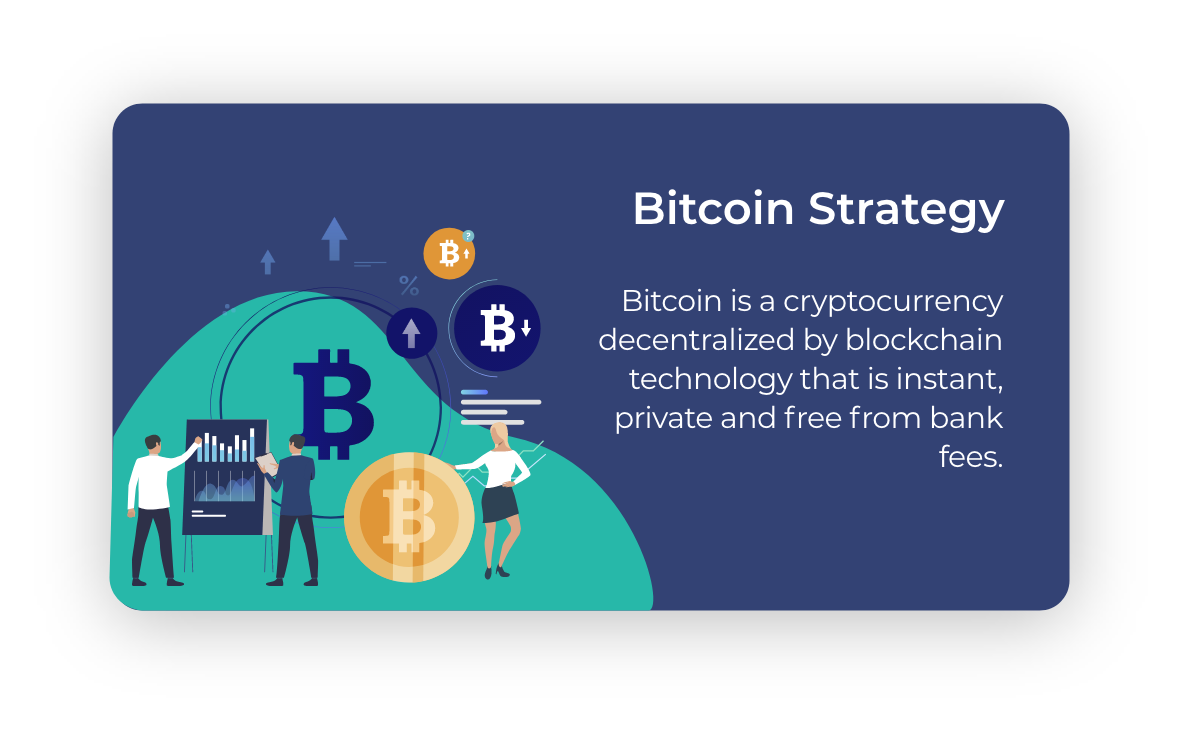 Bitcoin Strategy
Bitcoin is a cryptocurrency
decentralized by blockchain
technology that is instant,
private and free from bank
fees.
?
%